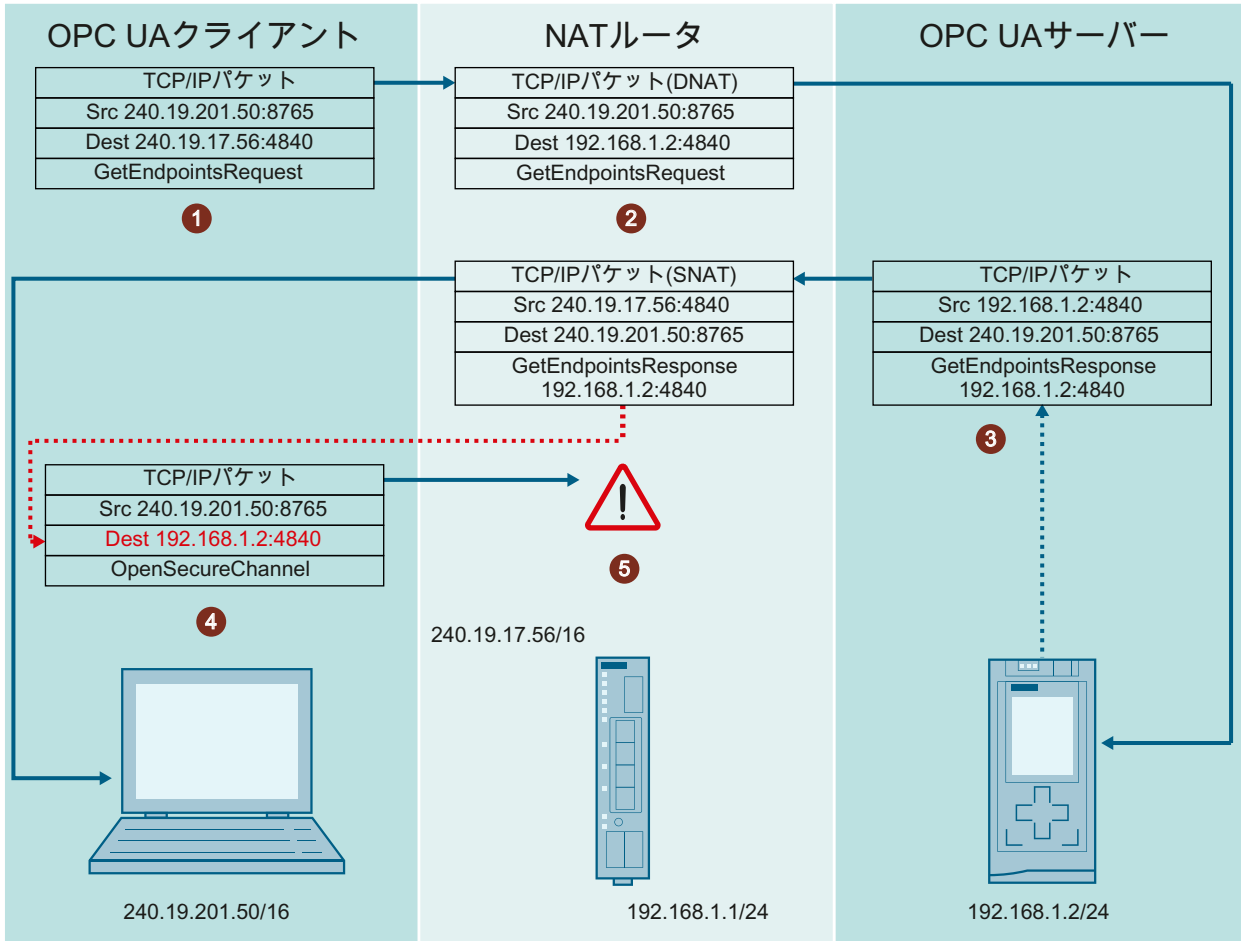 OPC UAクライアント
NATルータ
OPC UAサーバー
TCP/IPパケット
Src 240.19.201.50:8765
Dest 240.19.17.56:4840
GetEndpointsRequest
1
TCP/IPパケット(DNAT)
Src 240.19.201.50:8765
Dest 192.168.1.2:4840
GetEndpointsRequest
2
TCP/IPパケット(SNAT)
Src 240.19.17.56:4840
Dest 240.19.201.50:8765
GetEndpointsResponse
192.168.1.2:4840
TCP/IPパケット
Src 192.168.1.2:4840
Dest 240.19.201.50:8765
GetEndpointsResponse
192.168.1.2:4840
3
TCP/IPパケット
Src 240.19.201.50:8765
Dest 192.168.1.2:4840
OpenSecureChannel
4
!
5
240.19.17.56/16
240.19.201.50/16
192.168.1.1/24
192.168.1.2/24